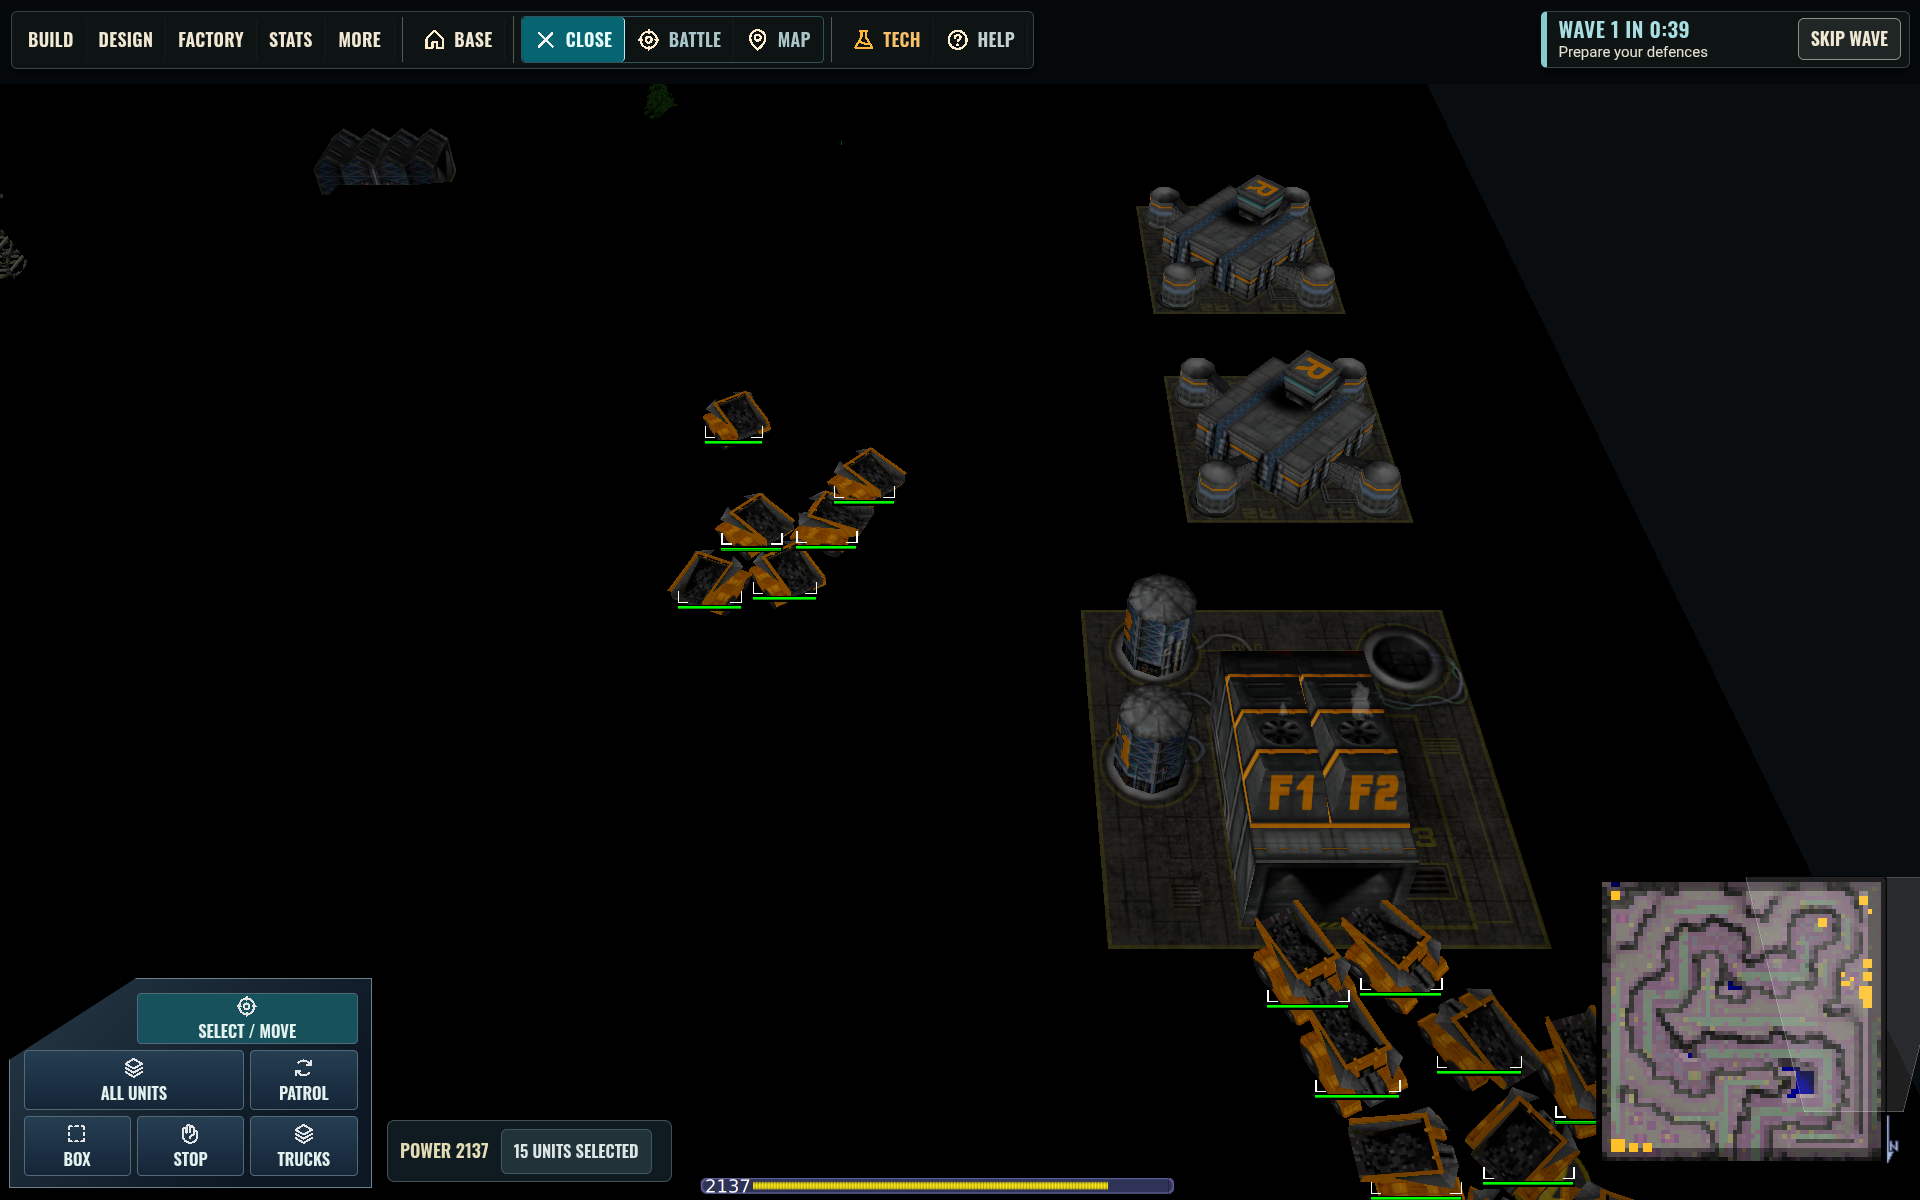 BUILD
DESIGN
FACTORY
STATS
MORE
BASE
CLOSE
BATTLE
MAP
TECH
HELP
WAVE 1 IN 0:39
Prepare your defences
SKIP WAVE
R
R
F1
F2
3
SELECT / MOVE
ALL UNITS
PATROL
BOX
STOP
TRUCKS
POWER 2137
15 UNITS SELECTED
2137
N